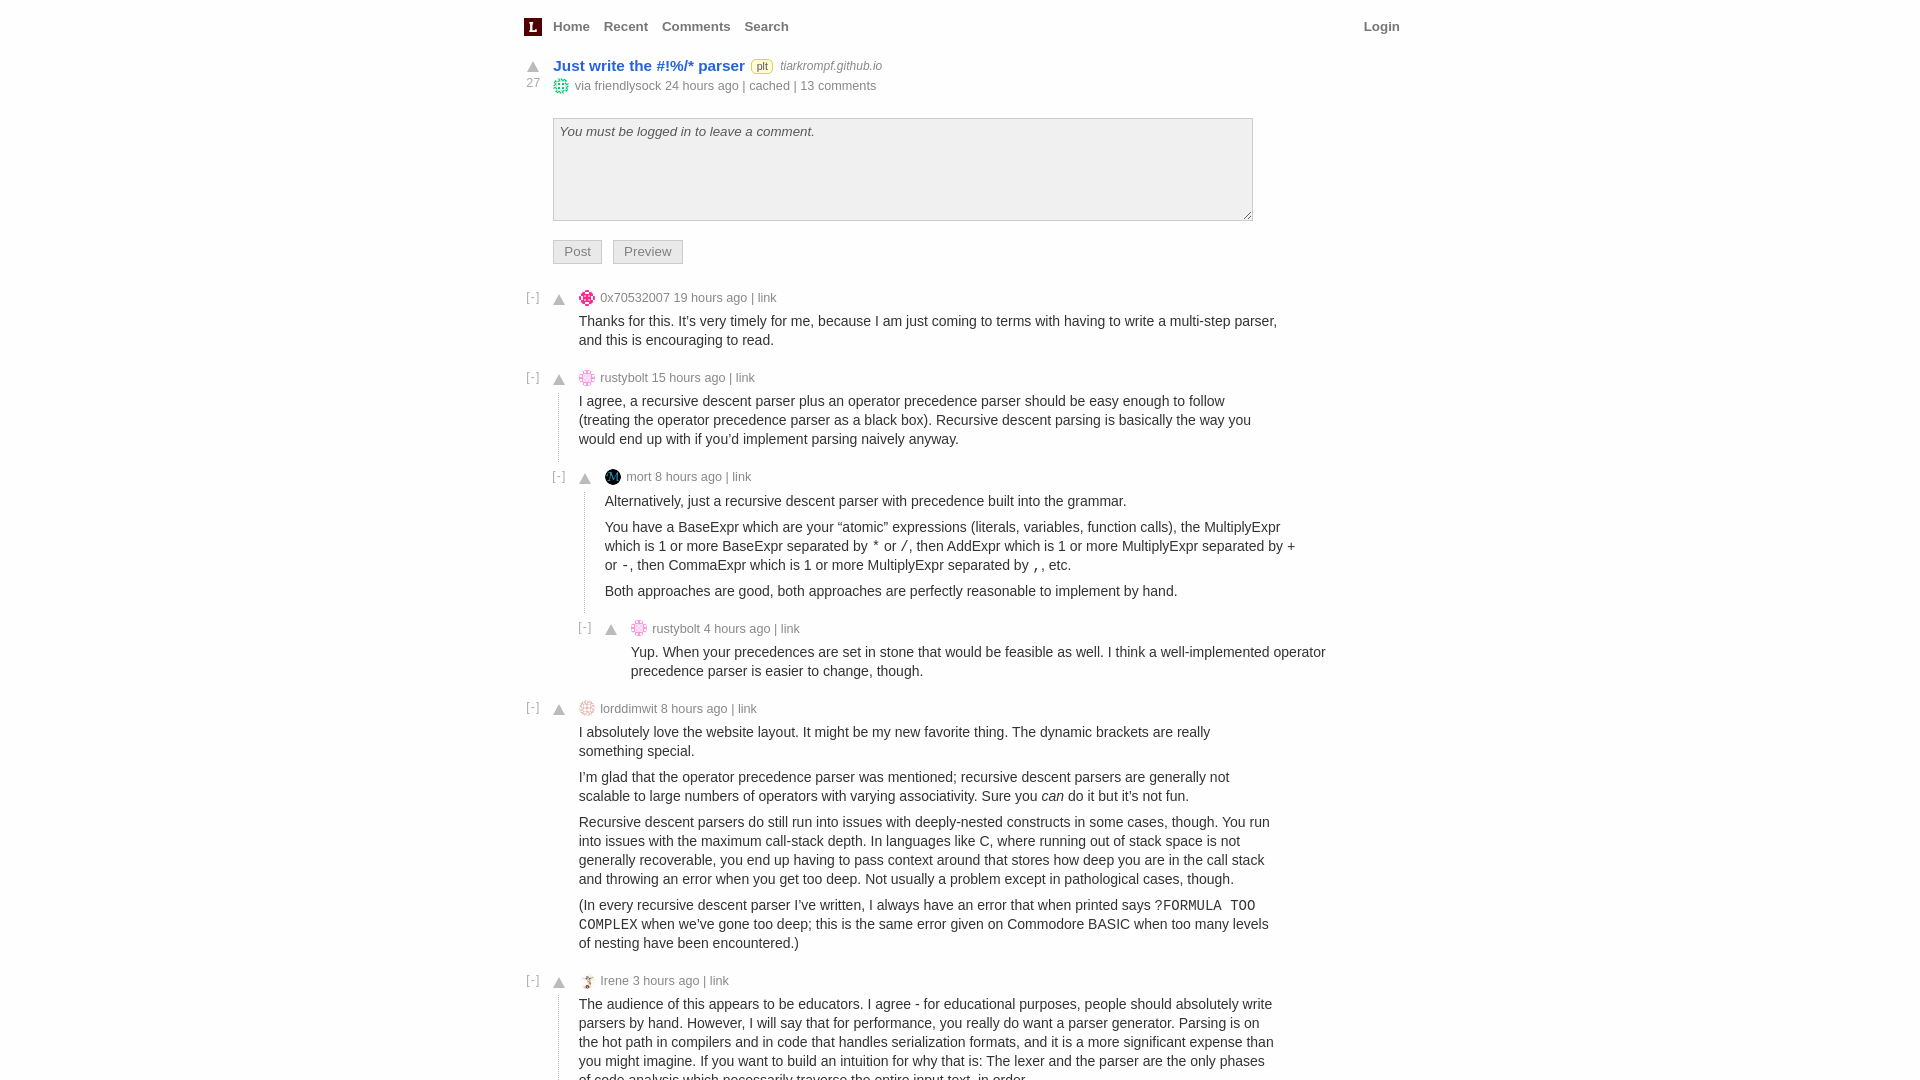 L Home Recent Comments Search Login
Just write the #!%/* parser plt tiarkrompf.github.io
27
via friendlysock 24 hours ago | cached | 13 comments
You must be logged in to leave a comment.
Post Preview
[-] 0x70532007 19 hours ago | link
Thanks for this. It’s very timely for me, because I am just coming to terms with having to write a multi-step parser,
and this is encouraging to read.
[-] rustybolt 15 hours ago | link
I agree, a recursive descent parser plus an operator precedence parser should be easy enough to follow
(treating the operator precedence parser as a black box). Recursive descent parsing is basically the way you
would end up with if you’d implement parsing naively anyway.
[-] mort 8 hours ago | link
Alternatively, just a recursive descent parser with precedence built into the grammar.
You have a BaseExpr which are your “atomic” expressions (literals, variables, function calls), the MultiplyExpr
which is 1 or more BaseExpr separated by * or /, then AddExpr which is 1 or more MultiplyExpr separated by +
or -, then CommaExpr which is 1 or more MultiplyExpr separated by ,, etc.
Both approaches are good, both approaches are perfectly reasonable to implement by hand.
[-] rustybolt 4 hours ago | link
Yup. When your precedences are set in stone that would be feasible as well. I think a well-implemented operator
precedence parser is easier to change, though.
[-] lorddimwit 8 hours ago | link
I absolutely love the website layout. It might be my new favorite thing. The dynamic brackets are really
something special.
I’m glad that the operator precedence parser was mentioned; recursive descent parsers are generally not
scalable to large numbers of operators with varying associativity. Sure you can do it but it’s not fun.
Recursive descent parsers do still run into issues with deeply-nested constructs in some cases, though. You run
into issues with the maximum call-stack depth. In languages like C, where running out of stack space is not
generally recoverable, you end up having to pass context around that stores how deep you are in the call stack
and throwing an error when you get too deep. Not usually a problem except in pathological cases, though.
(In every recursive descent parser I’ve written, I always have an error that when printed says ?FORMULA TOO
COMPLEX when we’ve gone too deep; this is the same error given on Commodore BASIC when too many levels
of nesting have been encountered.)
[-] Irene 3 hours ago | link
The audience of this appears to be educators. I agree - for educational purposes, people should absolutely write
parsers by hand. However, I will say that for performance, you really do want a parser generator. Parsing is on
the hot path in compilers and in code that handles serialization formats, and it is a more significant expense than
you might imagine. If you want to build an intuition for why that is: The lexer and the parser are the only phases
of code analysis which necessarily traverse the entire input text, in order.